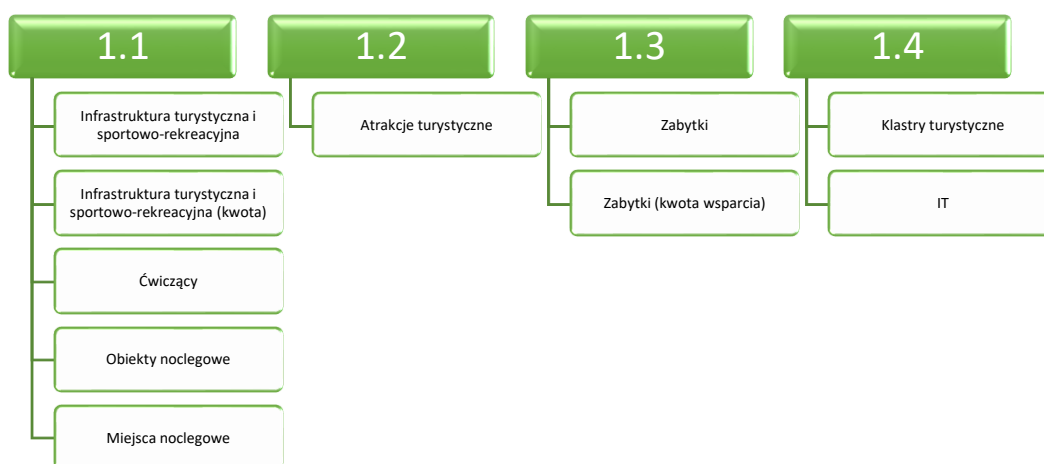 1.1
Infrastruktura turystyczna i
sportowo-rekreacyjna
Infrastruktura turystyczna i
sportowo-rekreacyjna (kwota)
Ćwiczący
Obiekty noclegowe
Miejsca noclegowe
1.2
Atrakcje turystyczne
1.3
Zabytki
Zabytki (kwota wsparcia)
1.4
Klastry turystyczne
IT